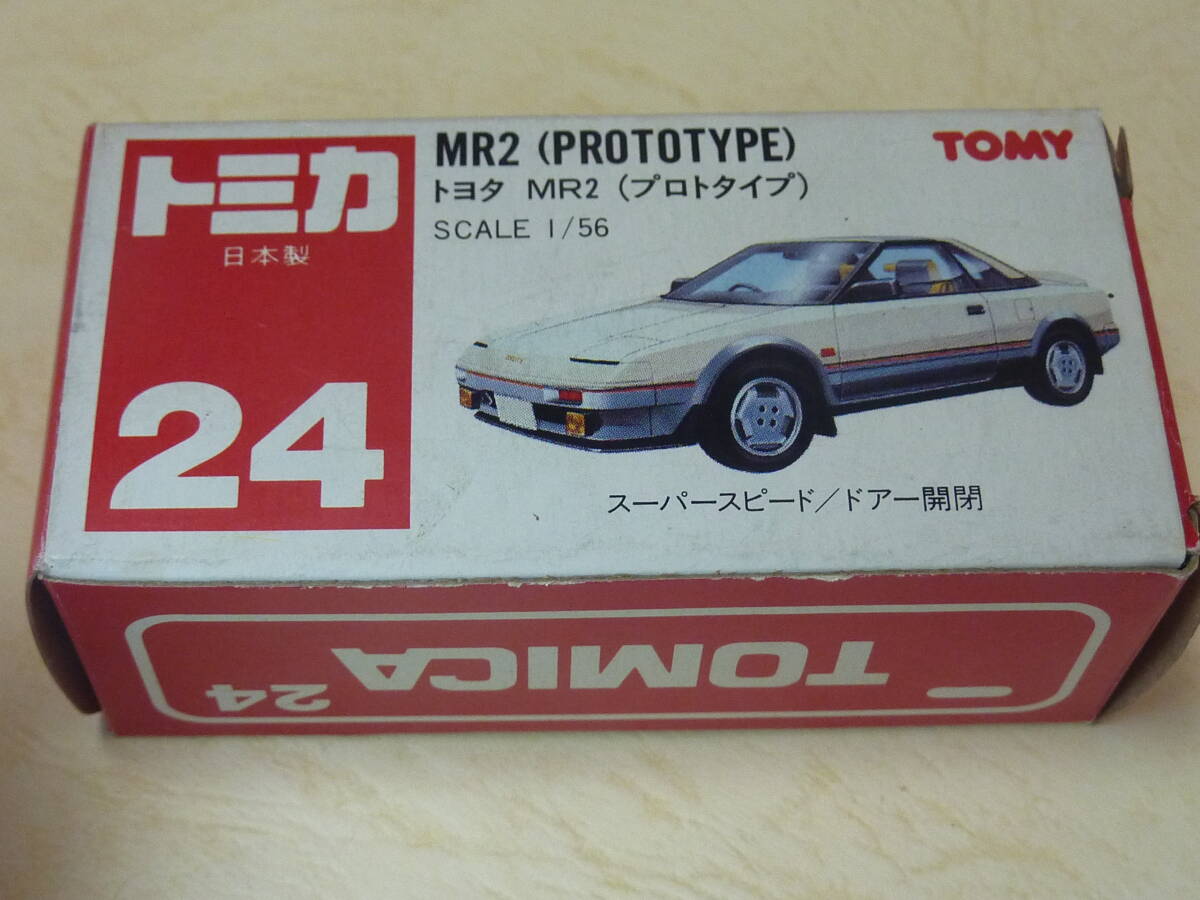 トミカ
日本製
24
MR2 (PROTOTYPE)
トヨタ MR2 (プロトタイプ)
SCALE 1/56
TOMY
スーパースピード/ドアー開閉
TOMICA
24